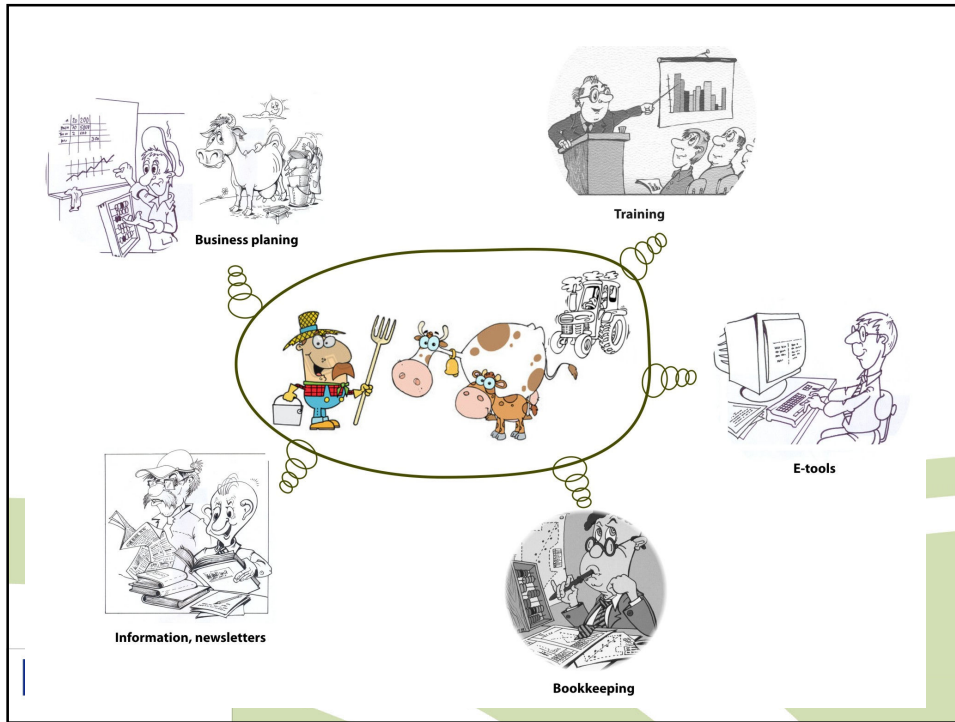 Training
Business planing
E-tools
Information, newsletters
Bookkeeping